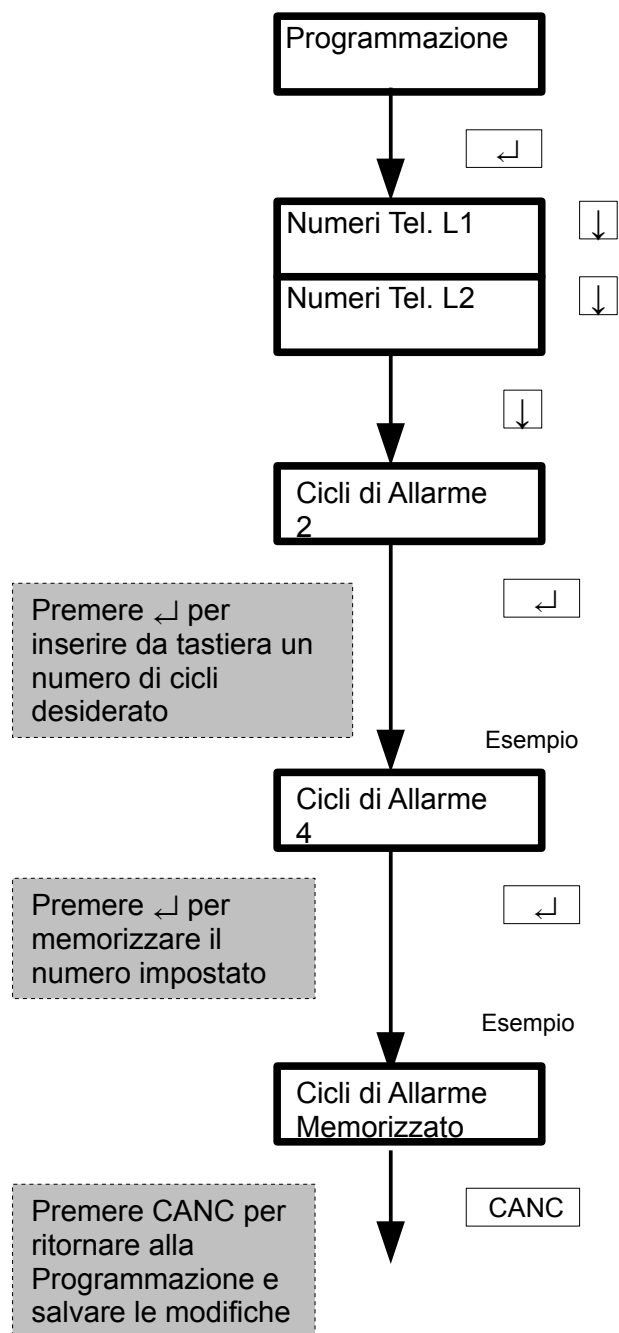 Programmazione
↵
Numeri Tel. L1
↓
Numeri Tel. L2
↓
↓
Cicli di Allarme
2
↵
Premere ↵ per
inserire da tastiera un
numero di cicli
desiderato
Esempio
Cicli di Allarme
4
↵
Premere ↵ per
memorizzare il
numero impostato
Esempio
Cicli di Allarme
Memorizzato
CANC
Premere CANC per
ritornare alla
Programmazione e
salvare le modifiche